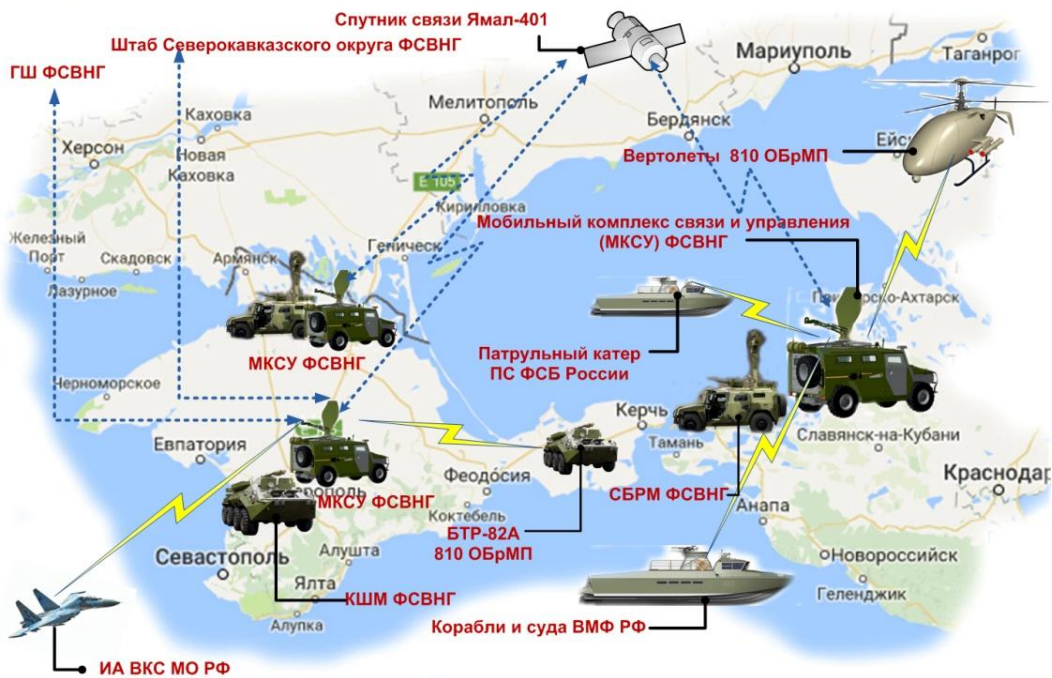 Спутник связи Ямал-401
Штаб Северокавказского округа ФСВНГ
ГШ ФСВНГ
Мариуполь
Таганрог
Мелитополь
Каховка
Бердянск
Херсон
Новая
Каховка
Ейс
Вертолеты 810 ОБрМП
E 105
Кирилловка
Мобильный комплекс связи и управления
(МКСУ) ФСВНГ
Железный
Порт
Скадовск
Армянск
Геническ
Лазурное
Приморско-Ахтарск
МКСУ ФСВНГ
Патрульный катер
ПС ФСБ России
Черноморское
Керчь
Тамань
Славянск-на-Кубани
Евпатория
Феодосия
Краснодар
МКСУ ФСВНГ
СБРМ ФСВНГ
Анапа
Коктебель
БТР-82А
810 ОБрМП
Севастополь
Алушта
Новороссийск
Ялта
Геленджик
КШМ ФСВНГ
Алупка
Корабли и суда ВМФ РФ
ИА ВКС МО РФ